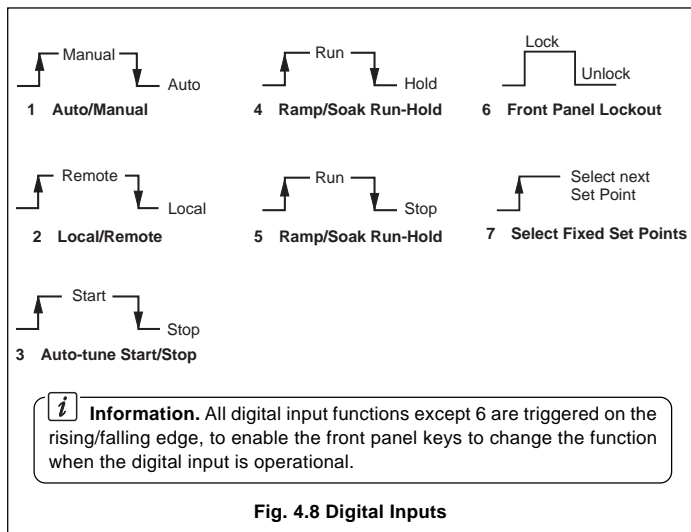 Manual
Auto
1 Auto/Manual
Run
Hold
4 Ramp/Soak Run-Hold
Lock
Unlock
6 Front Panel Lockout
Remote
Local
2 Local/Remote
Run
Stop
5 Ramp/Soak Run-Hold
Select next
Set Point
7 Select Fixed Set Points
Start
Stop
3 Auto-tune Start/Stop
i Information. All digital input functions except 6 are triggered on the
rising/falling edge, to enable the front panel keys to change the function
when the digital input is operational.
Fig. 4.8 Digital Inputs